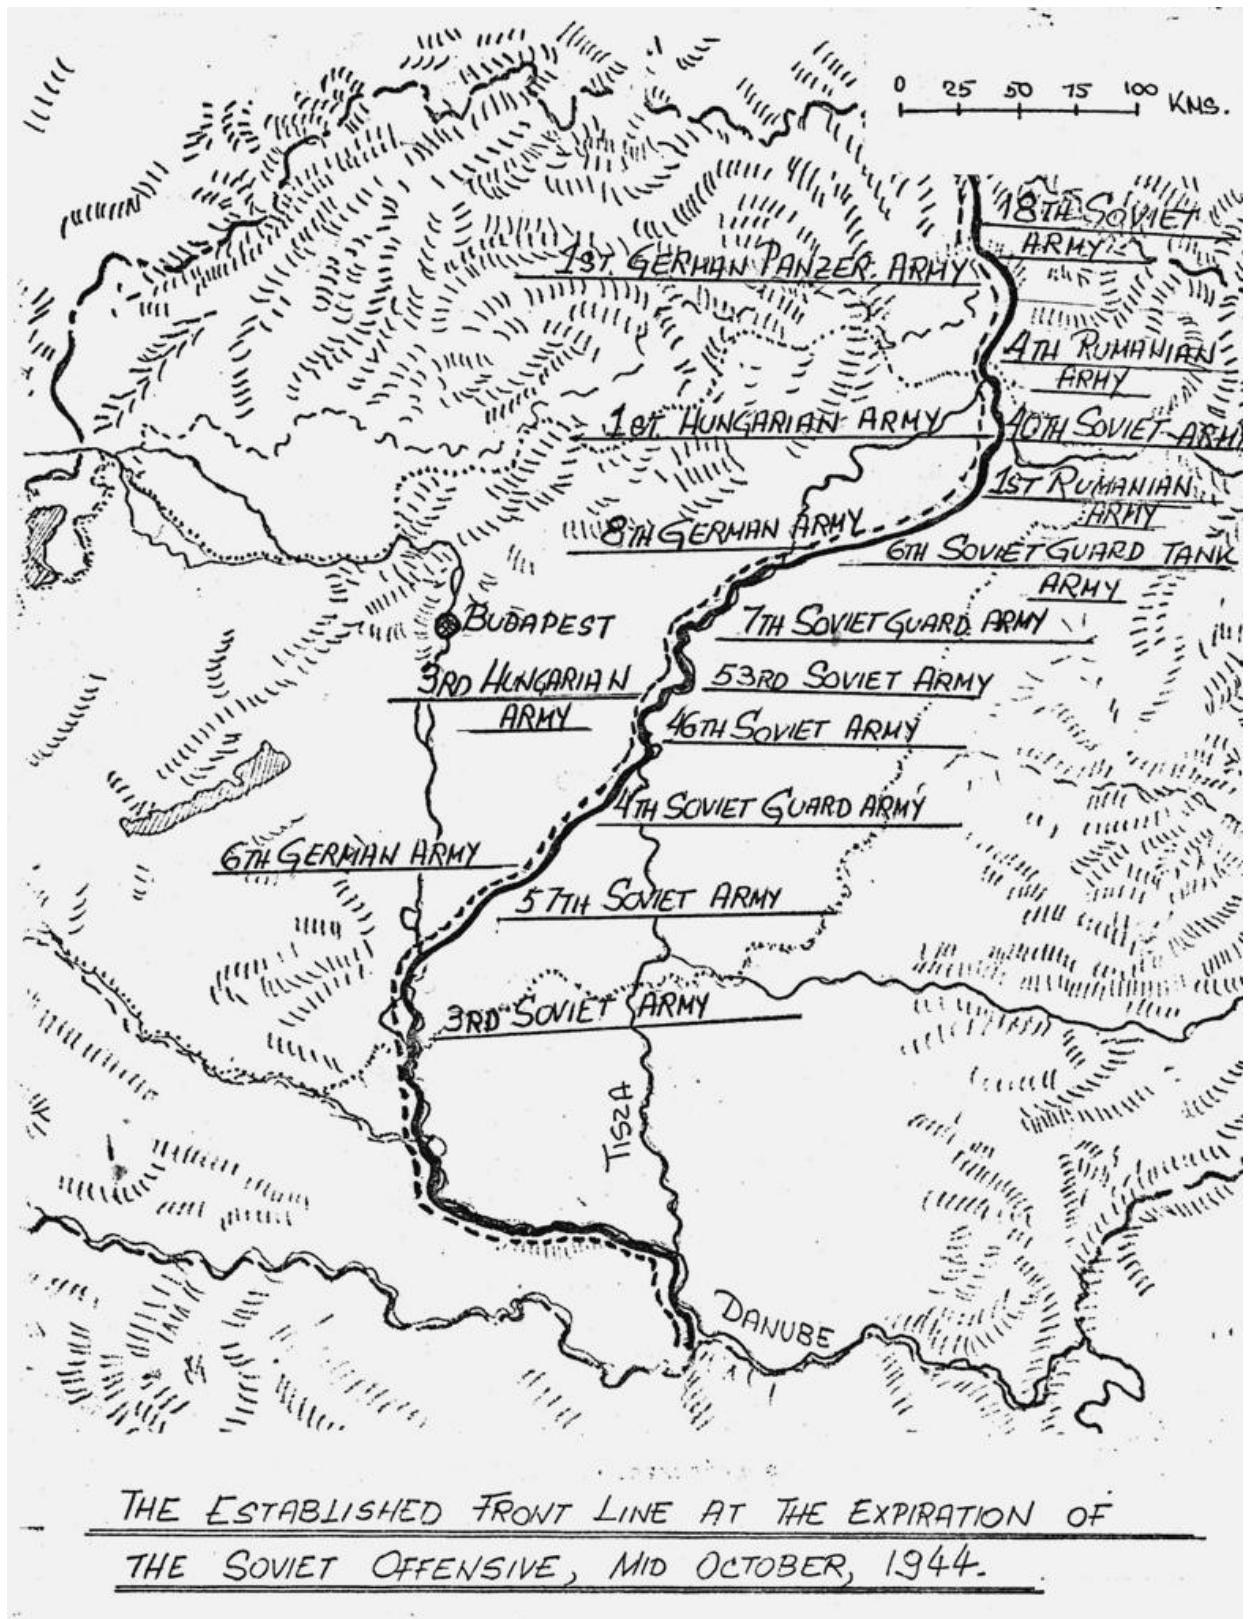 0 25 50 75 100 KMS.
18TH SOVIET
ARMY
1ST. GERMAN PANZER. ARMY
4TH RUMANIAN
ARMY
1ST. HUNGARIAN ARMY
40TH SOVIET ARMY
1ST RUMANIAN
ARMY
8TH GERMAN ARMY
6TH SOVIET GUARD TANK
ARMY
BUDAPEST
7TH SOVIET GUARD ARMY
3RD HUNGARIAN
ARMY
53RD SOVIET ARMY
46TH SOVIET ARMY
4TH SOVIET GUARD ARMY
6TH GERMAN ARMY
57TH SOVIET ARMY
3RD SOVIET ARMY
TISZA
DANUBE
THE ESTABLISHED FRONT LINE AT THE EXPIRATION OF
THE SOVIET OFFENSIVE, MID OCTOBER, 1944.